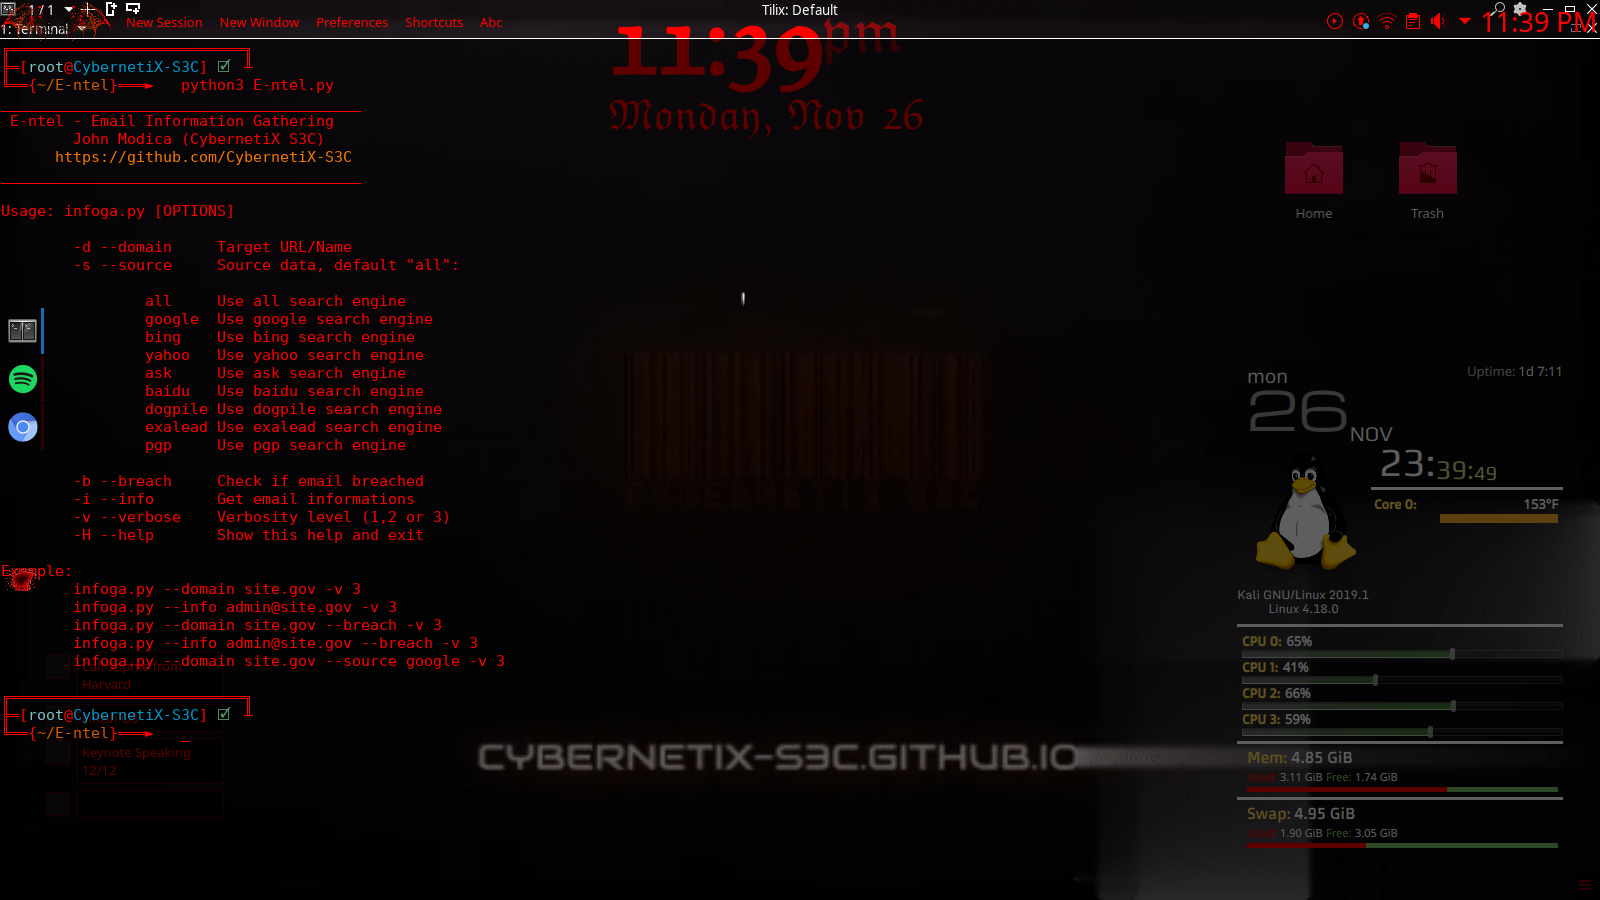 1 / 1
Tilix: Default
1: Terminal
New Session New Window Preferences Shortcuts Abc
11:39 PM
11:39pm
Monday, Nov 26
[root@CybernetiX-S3C] ☑
{~/E-ntel} python3 E-ntel.py
E-ntel - Email Information Gathering
John Modica (CybernetiX S3C)
https://github.com/CybernetiX-S3C
Usage: infoga.py [OPTIONS]
-d --domain Target URL/Name
-s --source Source data, default "all":
all Use all search engine
google Use google search engine
bing Use bing search engine
yahoo Use yahoo search engine
ask Use ask search engine
baidu Use baidu search engine
dogpile Use dogpile search engine
exalead Use exalead search engine
pgp Use pgp search engine
-b --breach Check if email breached
-i --info Get email informations
-v --verbose Verbosity level (1,2 or 3)
-H --help Show this help and exit
Example:
infoga.py --domain site.gov -v 3
infoga.py --info admin@site.gov -v 3
infoga.py --domain site.gov --breach -v 3
infoga.py --info admin@site.gov --breach -v 3
infoga.py --domain site.gov --source google -v 3
from
Harvard
[root@CybernetiX-S3C] ☑
{~/E-ntel} _
Keynote Speaking
12/12
CYBERNETIX-S3C.GITHUB.IO
Home
Trash
mon
Uptime: 1d 7:11
26
NOV
23:39:49
Core 0: 153°F
Kali GNU/Linux 2019.1
Linux 4.18.0
CPU 0: 65%
CPU 1: 41%
CPU 2: 66%
CPU 3: 59%
Mem: 4.85 GiB
Used: 3.11 GiB Free: 1.74 GiB
Swap: 4.95 GiB
Used: 1.90 GiB Free: 3.05 GiB